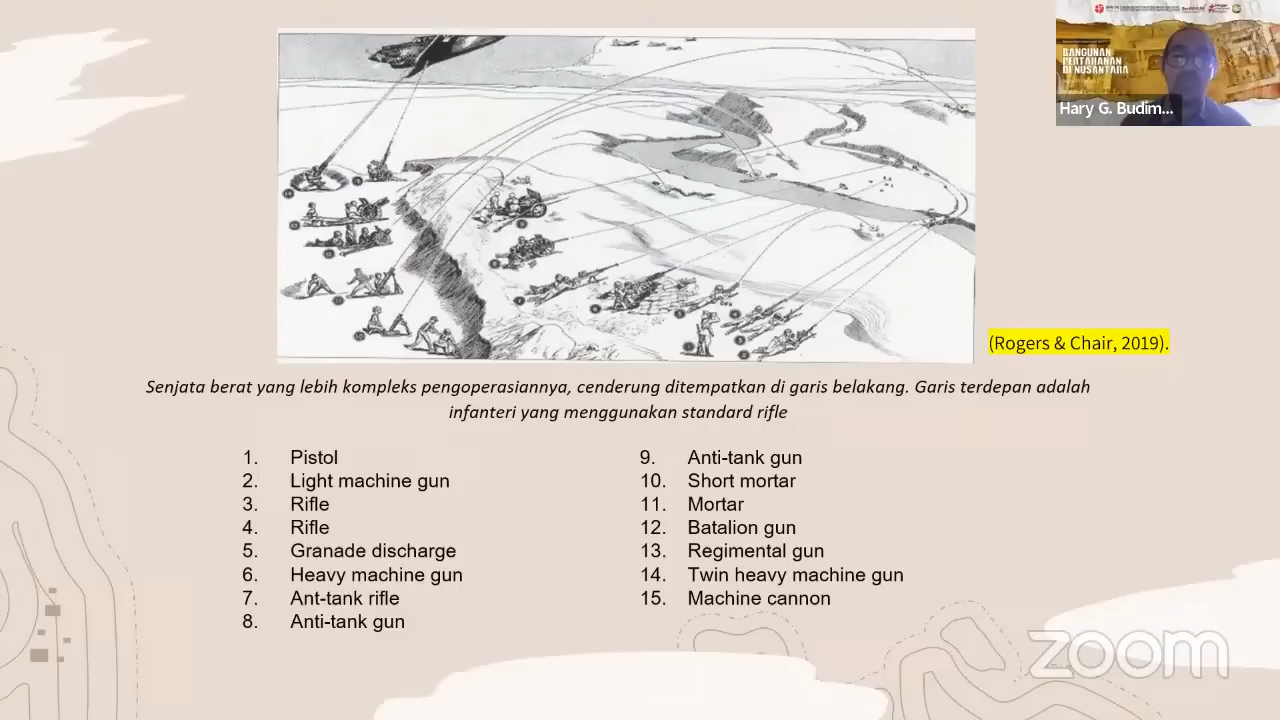 BANGUNAN
PERTAHANAN
DI NUSANTARA
Hary G. Budim...
(Rogers & Chair, 2019).
Senjata berat yang lebih kompleks pengoperasiannya, cenderung ditempatkan di garis belakang. Garis terdepan adalah
infanteri yang menggunakan standard rifle
1. Pistol
2. Light machine gun
3. Rifle
4. Rifle
5. Granade discharge
6. Heavy machine gun
7. Ant-tank rifle
8. Anti-tank gun
9. Anti-tank gun
10. Short mortar
11. Mortar
12. Batalion gun
13. Regimental gun
14. Twin heavy machine gun
15. Machine cannon
zoom